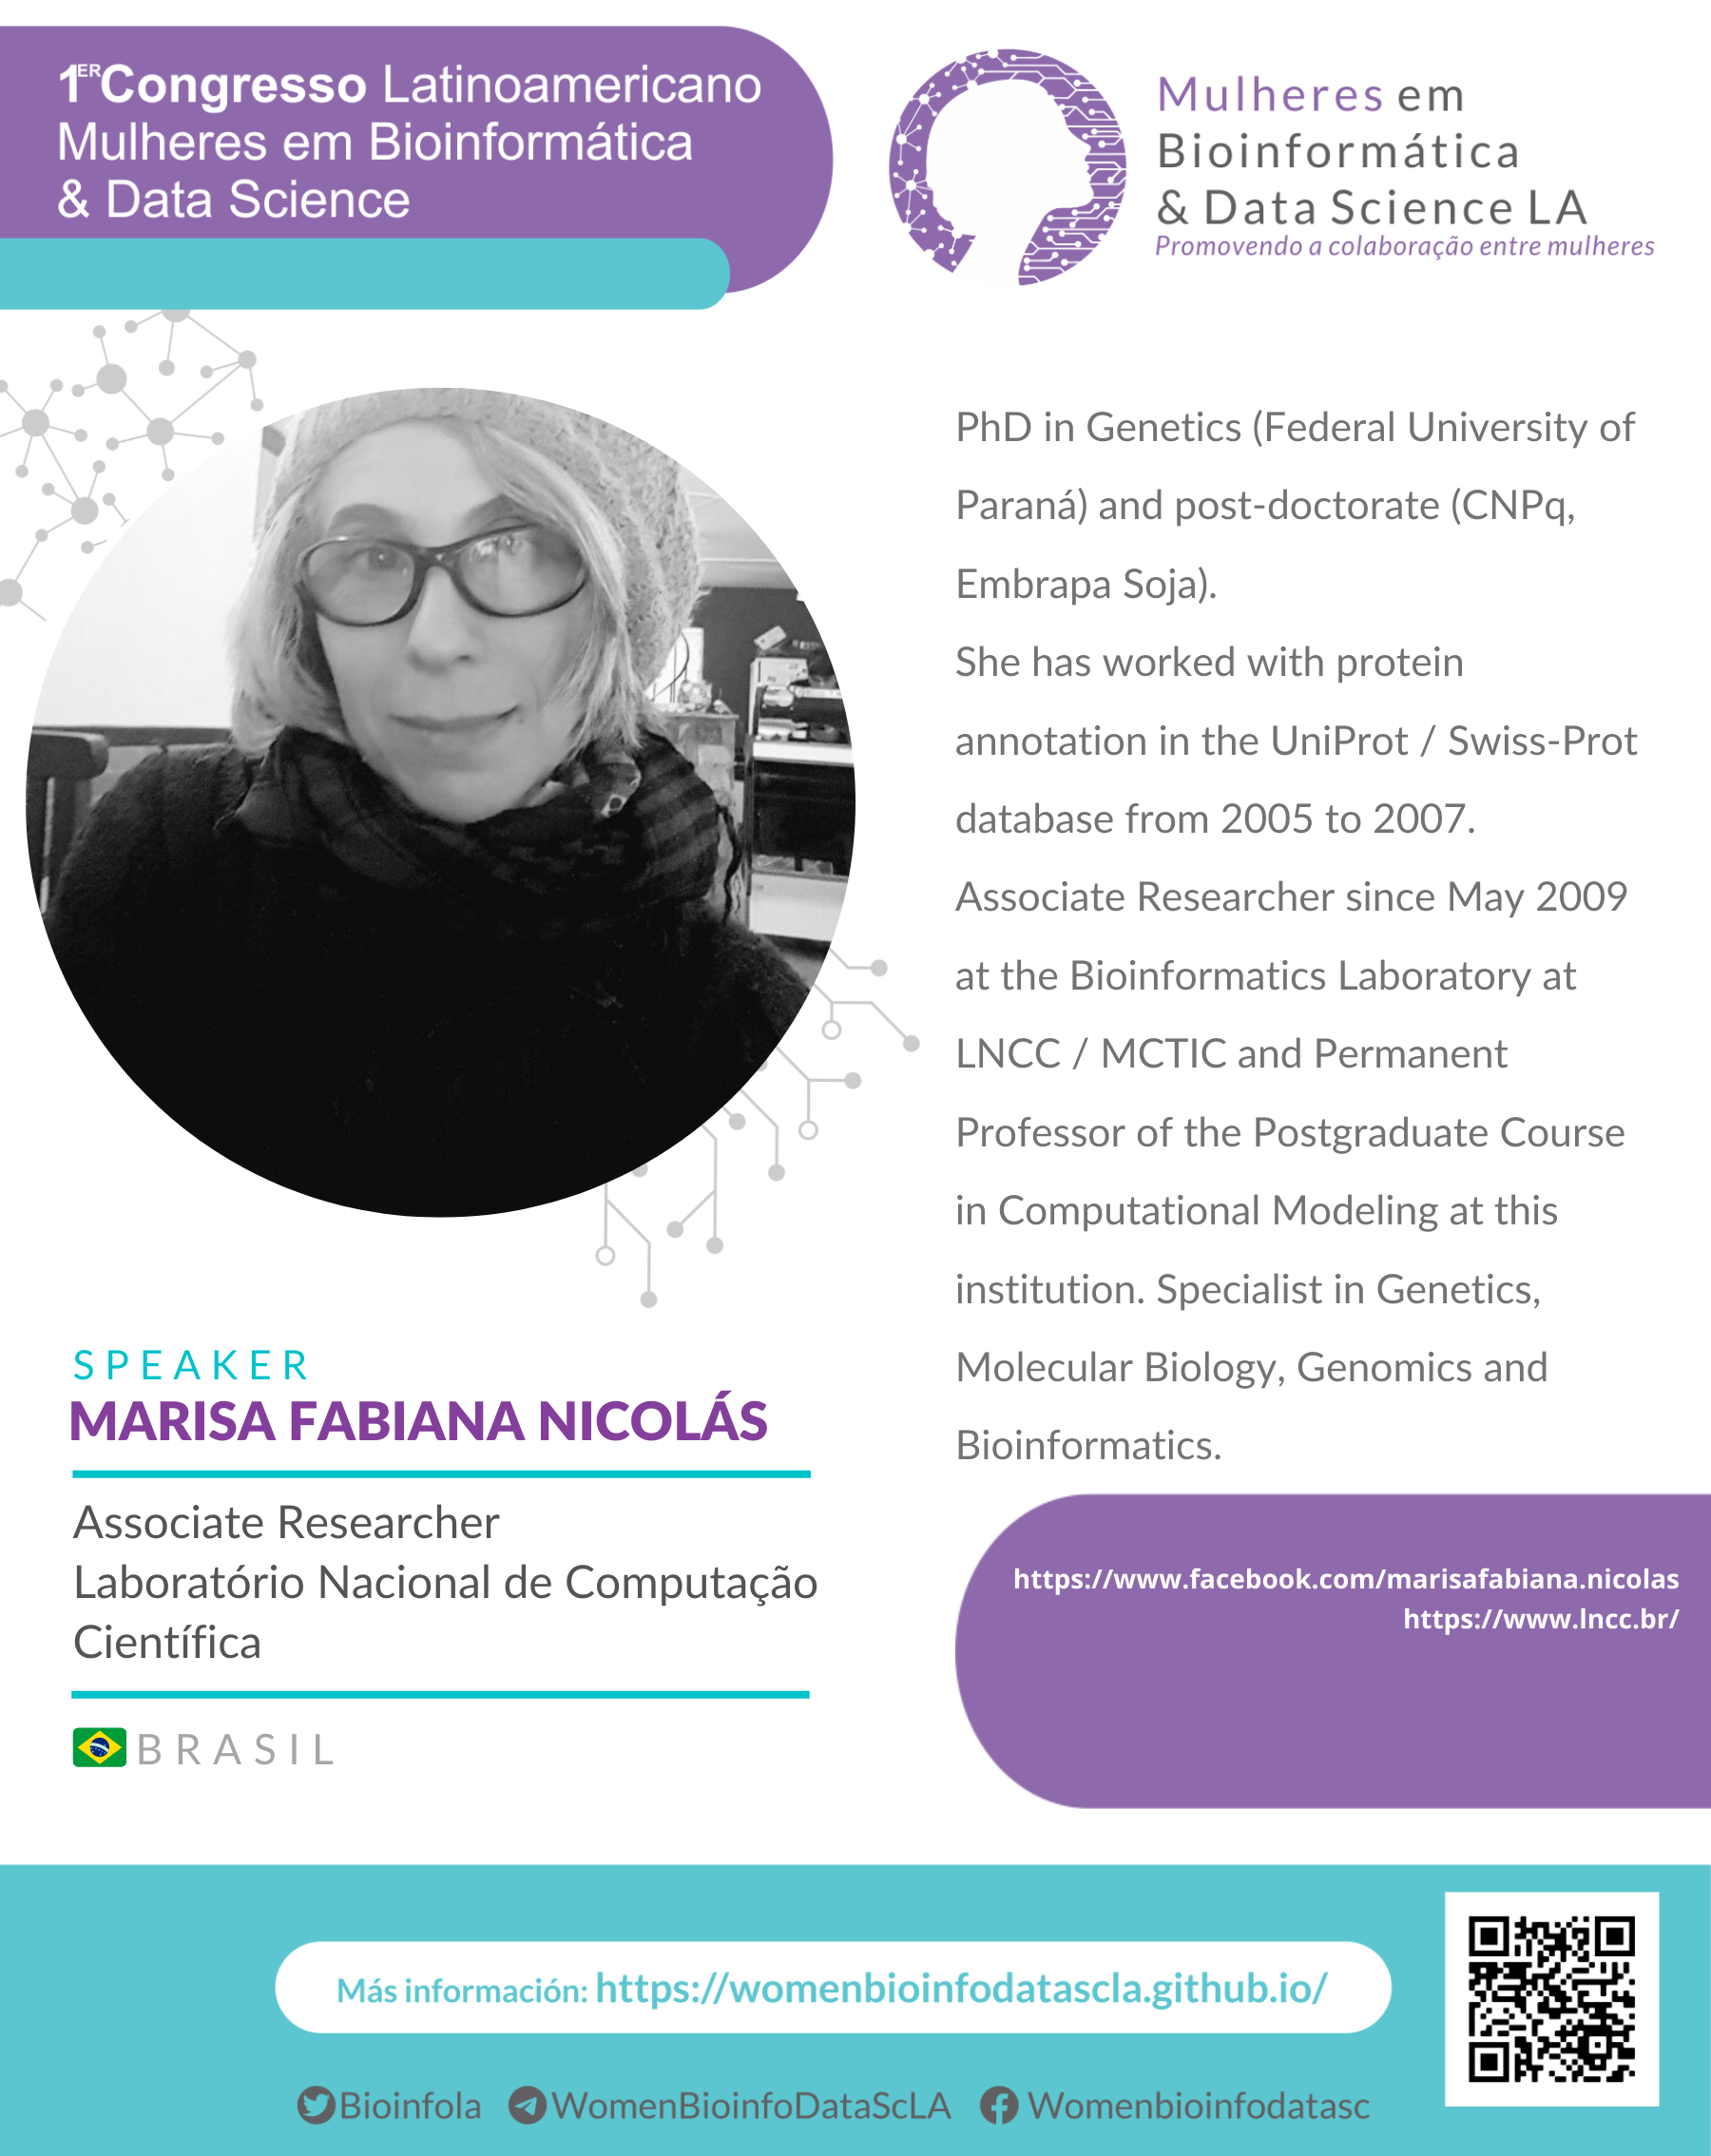 1ER Congresso Latinoamericano
Mulheres em Bioinformática
& Data Science
Mulheres em
Bioinformática
& Data Science LA
Promovendo a colaboração entre mulheres
PhD in Genetics (Federal University of
Paraná) and post-doctorate (CNPq,
Embrapa Soja).
She has worked with protein
annotation in the UniProt / Swiss-Prot
database from 2005 to 2007.
Associate Researcher since May 2009
at the Bioinformatics Laboratory at
LNCC / MCTIC and Permanent
Professor of the Postgraduate Course
in Computational Modeling at this
institution. Specialist in Genetics,
Molecular Biology, Genomics and
Bioinformatics.
SPEAKER
MARISA FABIANA NICOLÁS
Associate Researcher
Laboratório Nacional de Computação
Científica
BRASIL
https://www.facebook.com/marisafabiana.nicolas
https://www.lncc.br/
Más información: https://womenbioinfodatascla.github.io/
Bioinfola WomenBioinfoDataScLA Womenbioinfodatasc